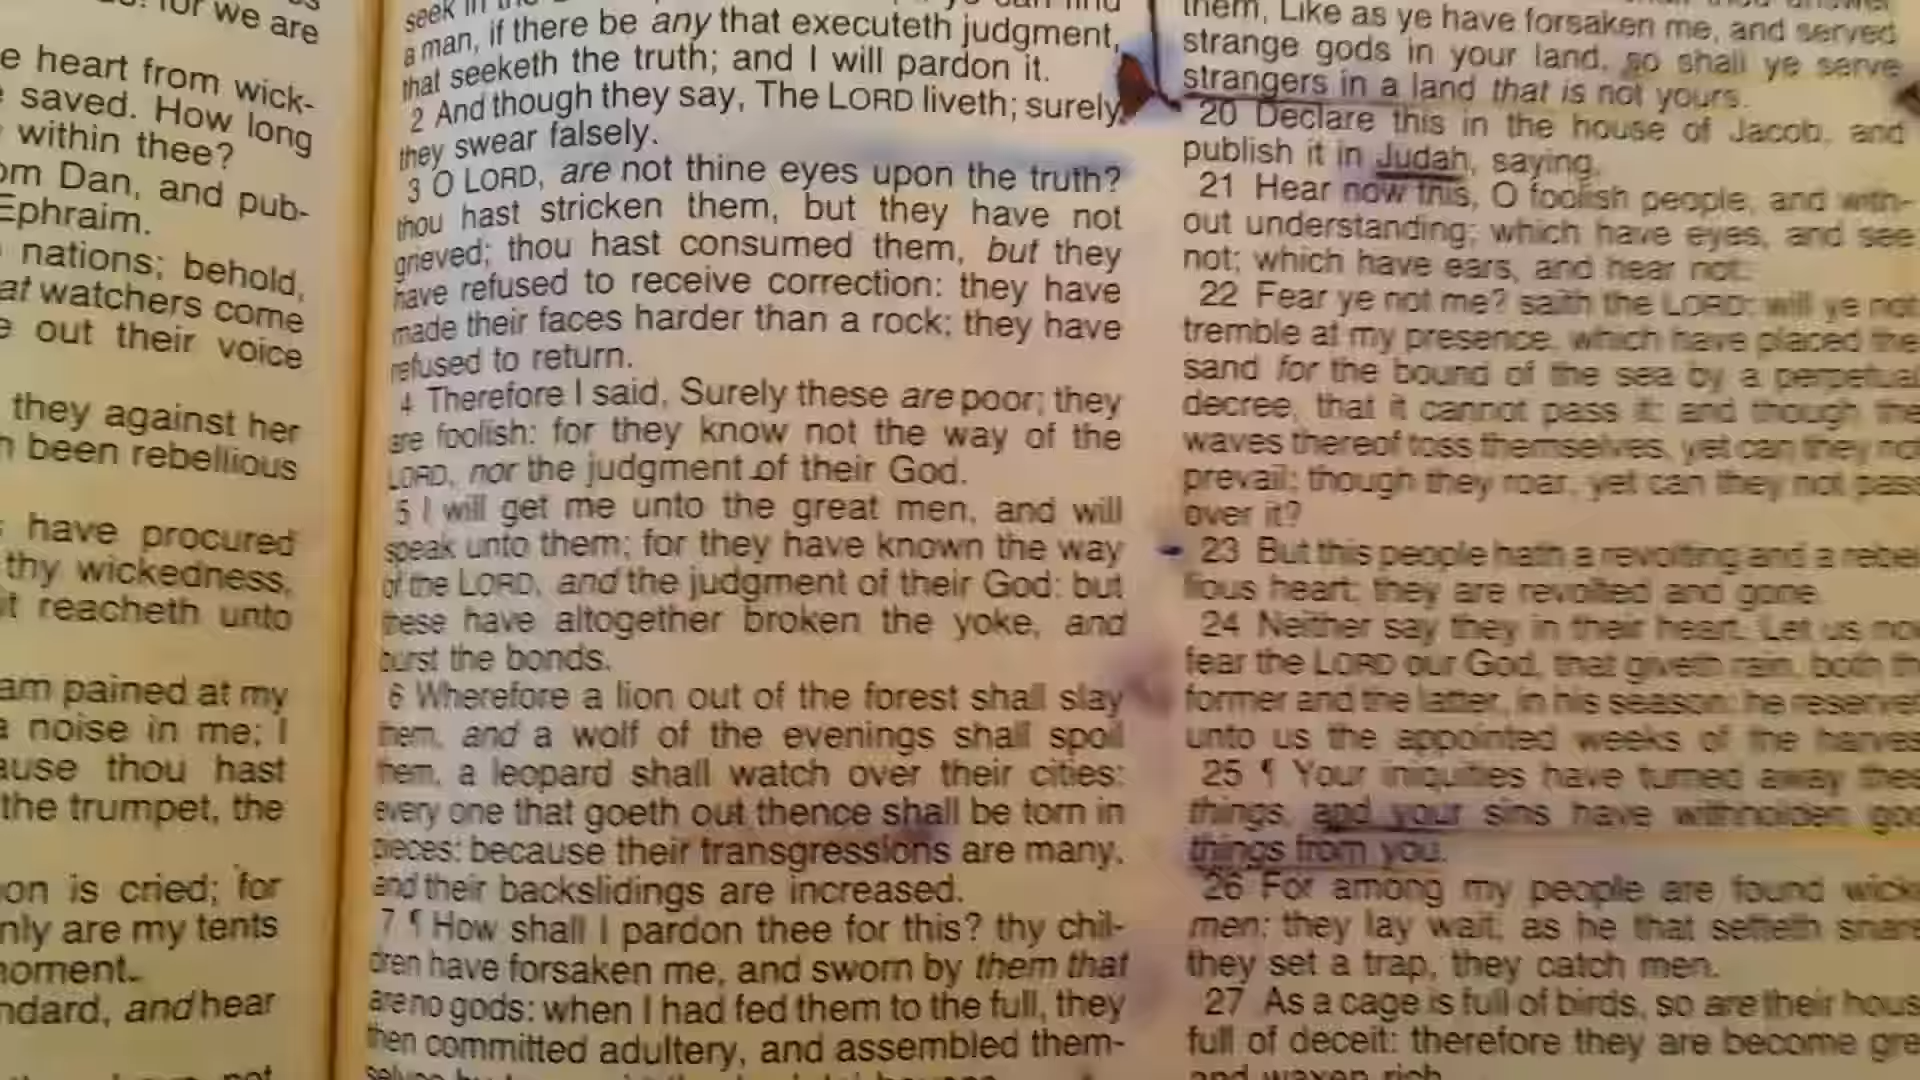 for we are
e heart from wick-
saved. How long
within thee?
om Dan, and pub-
Ephraim.
nations; behold,
at watchers come
e out their voice
they against her
h been rebellious
have procured
thy wickedness,
it reacheth unto
am pained at my
a noise in me; I
ause thou hast
the trumpet, the
on is cried; for
nly are my tents
moment.
ndard, and hear
not
seek in the
a man, if there be any that executeth judgment,
that seeketh the truth; and I will pardon it.
2 And though they say, The LORD liveth; surely
they swear falsely.
3 O LORD, are not thine eyes upon the truth?
thou hast stricken them, but they have not
grieved; thou hast consumed them, but they
have refused to receive correction: they have
made their faces harder than a rock; they have
refused to return.
4 Therefore I said, Surely these are poor; they
are foolish: for they know not the way of the
LORD, nor the judgment of their God.
5 I will get me unto the great men, and will
speak unto them; for they have known the way
of the LORD, and the judgment of their God: but
these have altogether broken the yoke, and
burst the bonds.
6 Wherefore a lion out of the forest shall slay
them, and a wolf of the evenings shall spoil
them, a leopard shall watch over their cities:
every one that goeth out thence shall be torn in
pieces: because their transgressions are many,
and their backslidings are increased.
7 ¶ How shall I pardon thee for this? thy chil-
dren have forsaken me, and sworn by them that
are no gods: when I had fed them to the full, they
then committed adultery, and assembled them-
them, Like as ye have forsaken me, and served
strange gods in your land, so shall ye serve
strangers in a land that is not yours.
20 Declare this in the house of Jacob, and
publish it in Judah, saying,
21 Hear now this, O foolish people, and with-
out understanding; which have eyes, and see
not; which have ears, and hear not:
22 Fear ye not me? saith the LORD: will ye not
tremble at my presence, which have placed the
sand for the bound of the sea by a perpetual
decree, that it cannot pass it: and though the
waves thereof toss themselves, yet can they not
prevail; though they roar, yet can they not pass
over it?
23 But this people hath a revolting and a rebel
lious heart; they are revolted and gone.
24 Neither say they in their heart, Let us now
fear the LORD our God, that giveth rain, both th
former and the latter, in his season: he reservet
unto us the appointed weeks of the harves
25 ¶ Your iniquities have turned away thes
things, and your sins have withholden goo
things from you.
26 For among my people are found wicke
men: they lay wait, as he that setteth snare
they set a trap, they catch men.
27 As a cage is full of birds, so are their hous
full of deceit: therefore they are become gre
and waxen rich.